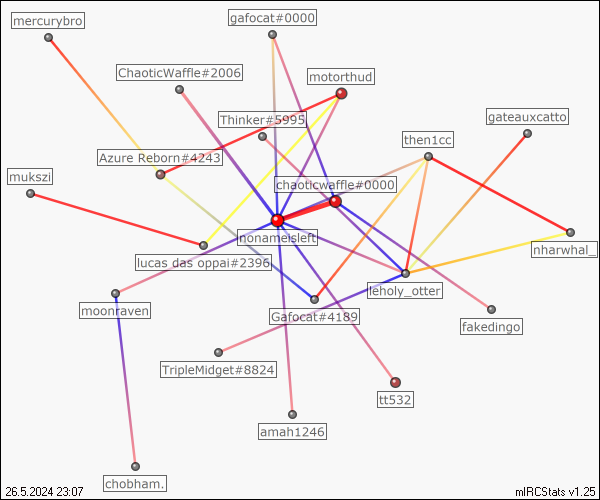 mercurybro
gafocat#0000
ChaoticWaffle#2006
motorthud
Thinker#5995
gateauxcatto
then1cc
Azure Reborn#4243
mukszi
chaoticwaffle#0000
nonameisleft
nharwhal_
lucas das oppai#2396
leholy_otter
moonraven
Gafocat#4189
fakedingo
TripleMidget#8824
tt532
amah1246
chobham.
26.5.2024 23:07
mIRCStats v1.25